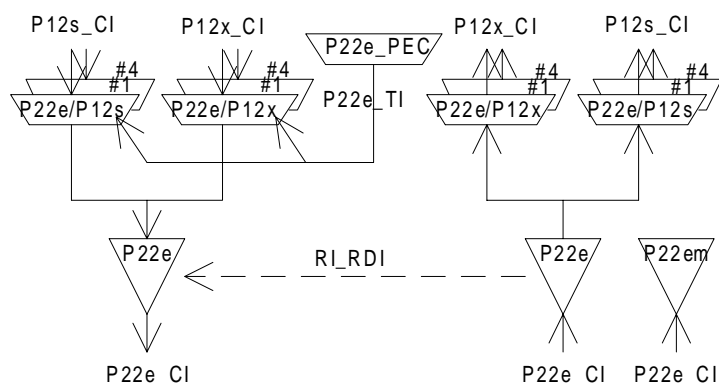 P12s_CI P12x_CI P22e_PEC P12x_CI P12s_CI
#4 #4 #4 #4
#1 #1 #1 #1
P22e/P12s P22e/P12x P22e_TI P22e/P12x P22e/P12s
P22e RI_RDI P22e P22em
P22e_CI P22e_CI P22e_CI